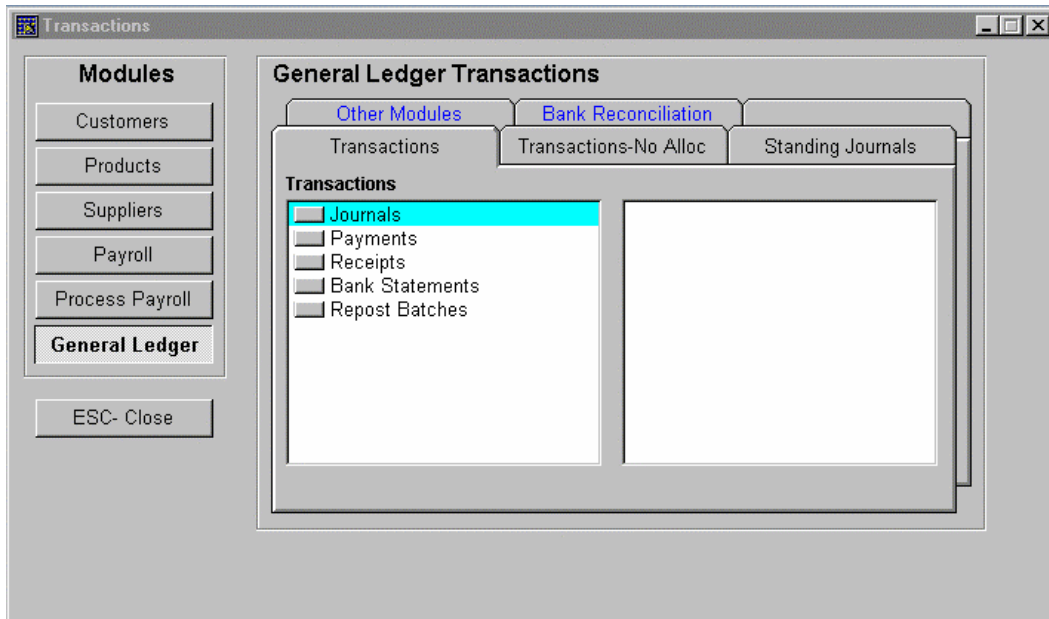 Transactions
Modules
Customers
Products
Suppliers
Payroll
Process Payroll
General Ledger
ESC- Close
General Ledger Transactions
Other Modules
Bank Reconciliation
Transactions
Transactions-No Alloc
Standing Journals
Transactions
Journals
Payments
Receipts
Bank Statements
Repost Batches